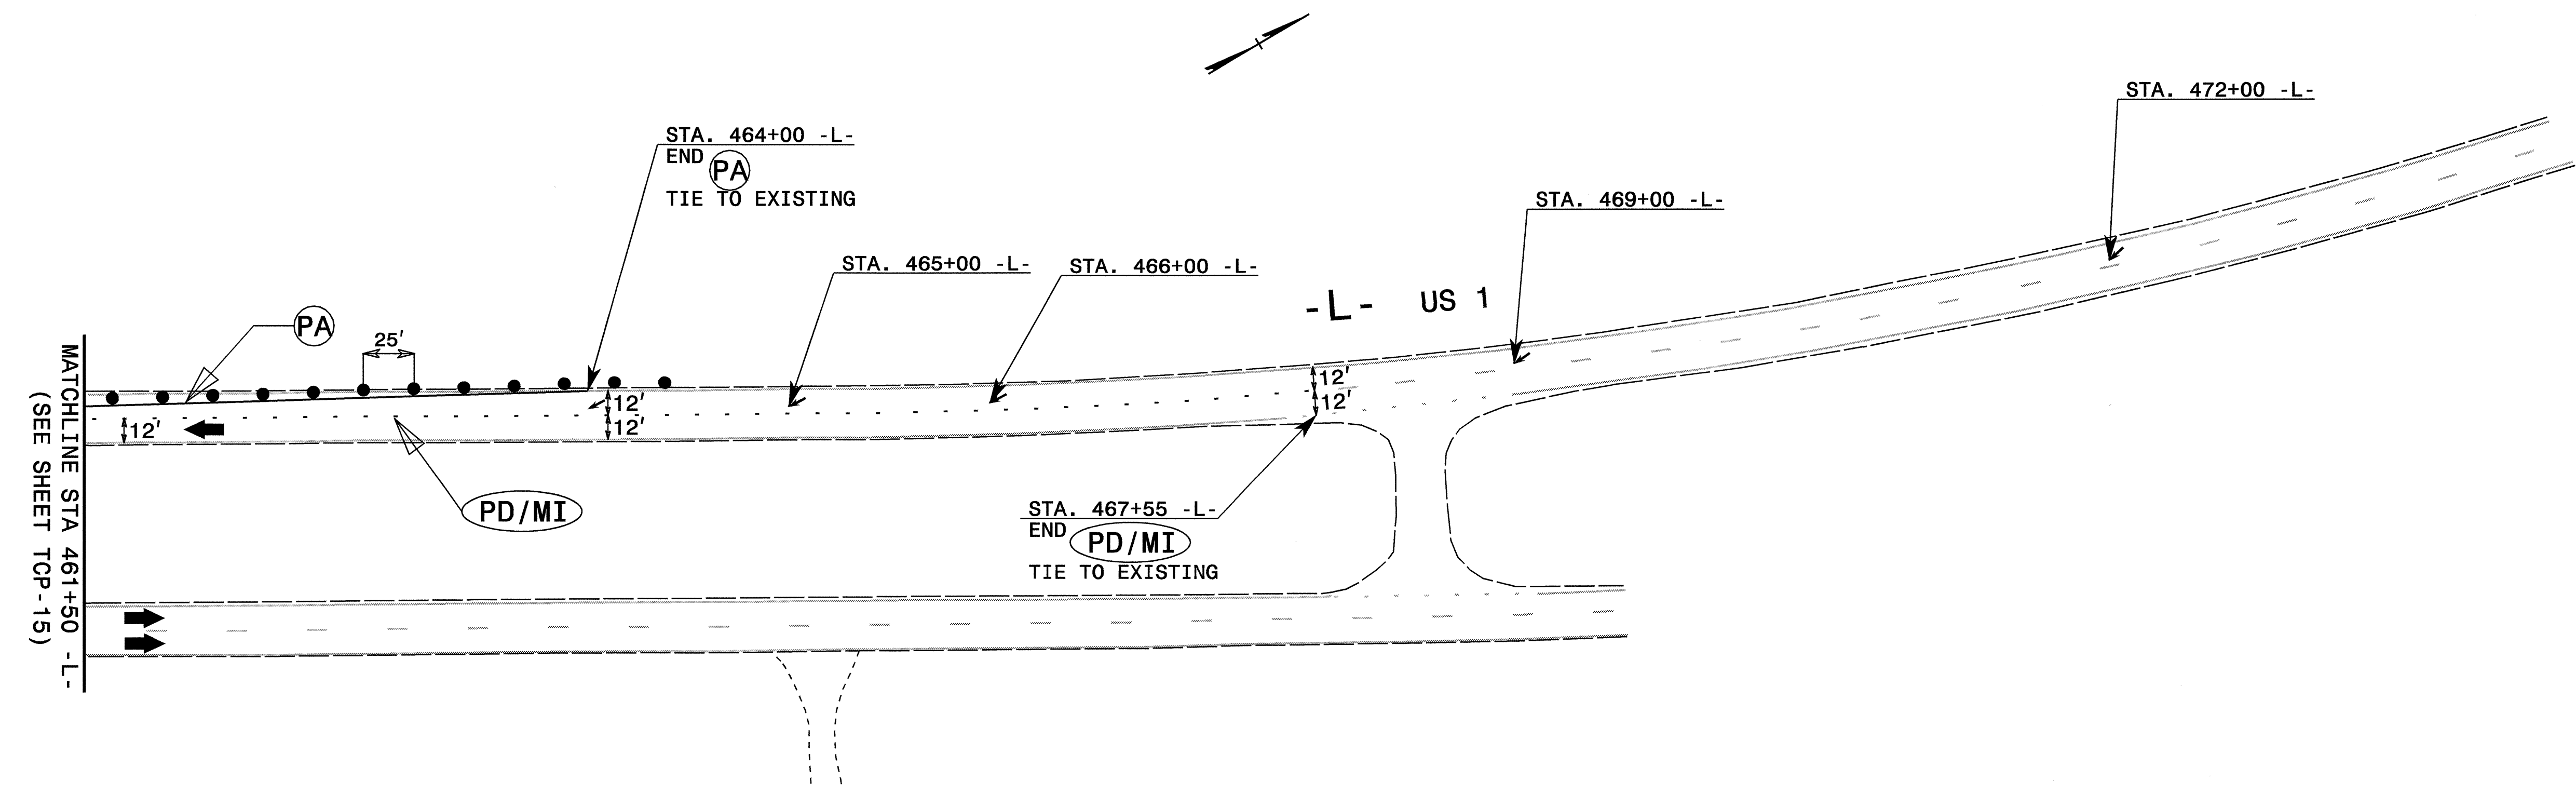 STA. 472+00 -L-
STA. 464+00 -L-
END PA
TIE TO EXISTING
STA. 469+00 -L-
STA. 465+00 -L-
STA. 466+00 -L-
-L- US 1
PA
25'
12'
12'
12'
12'
12'
PD/MI
STA. 467+55 -L-
END PD/MI
TIE TO EXISTING
MATCHLINE STA 461+50 -L-
(SEE SHEET TCP-15)